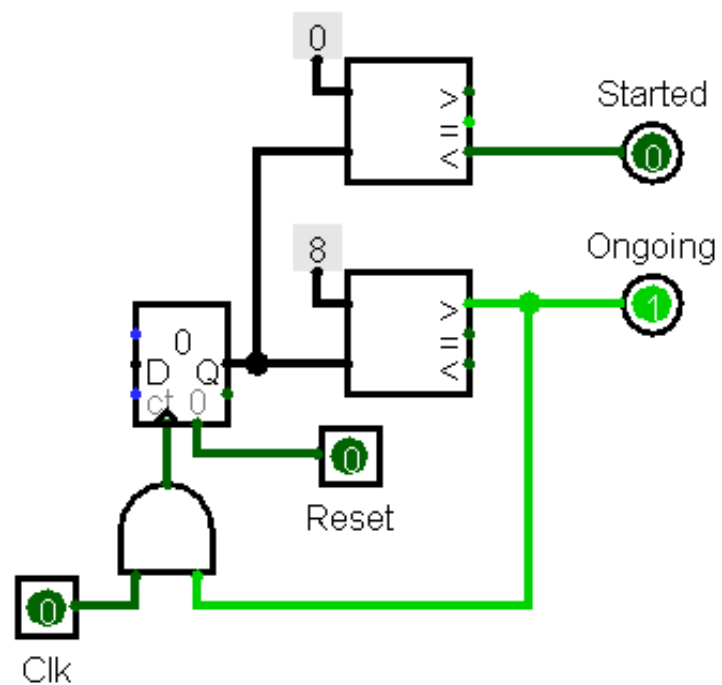 0
>
=
<
Started
0
8
>
=
<
Ongoing
1
0
D Q
ct 0
0
Reset
0
Clk